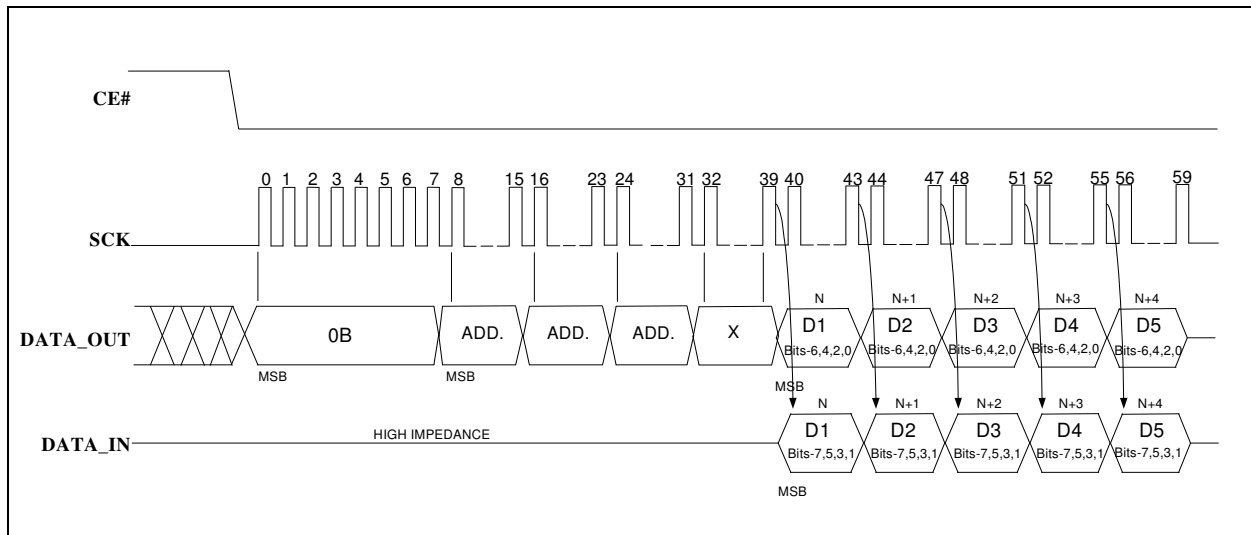 CE#
0 1 2 3 4 5 6 7 8 15 16 23 24 31 32 39 40 43 44 47 48 51 52 55 56 59
SCK
N N+1 N+2 N+3 N+4
DATA_OUT 0B ADD. ADD. ADD. X D1 D2 D3 D4 D5
Bits-6,4,2,0 Bits-6,4,2,0 Bits-6,4,2,0 Bits-6,4,2,0 Bits-6,4,2,0
MSB MSB MSB
N N+1 N+2 N+3 N+4
DATA_IN HIGH IMPEDANCE D1 D2 D3 D4 D5
Bits-7,5,3,1 Bits-7,5,3,1 Bits-7,5,3,1 Bits-7,5,3,1 Bits-7,5,3,1
MSB